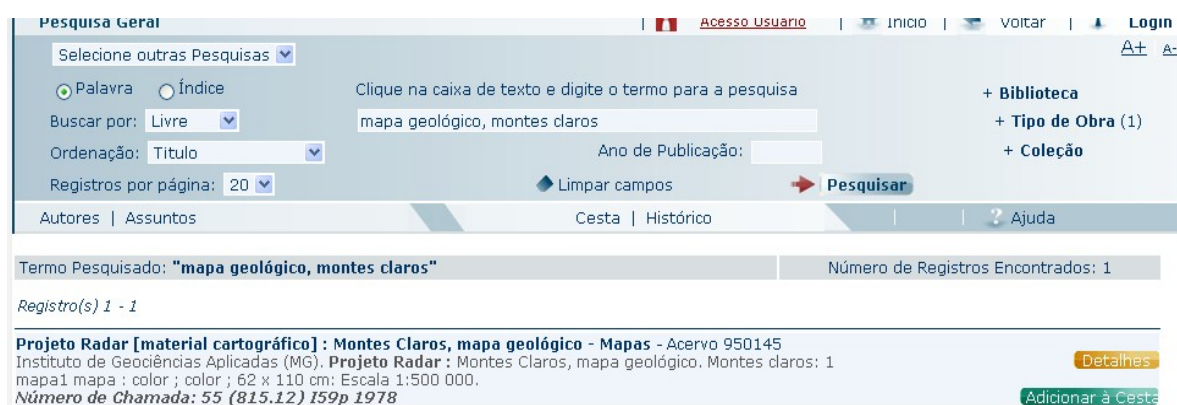 Pesquisa Geral | Acesso Usuário | Início | Voltar | Login
Selecione outras Pesquisas A+ A-
Palavra Índice Clique na caixa de texto e digite o termo para a pesquisa + Biblioteca
Buscar por: Livre mapa geológico, montes claros + Tipo de Obra (1)
Ordenação: Titulo Ano de Publicação: + Coleção
Registros por página: 20 Limpar campos Pesquisar
Autores | Assuntos Cesta | Histórico | | ? Ajuda
Termo Pesquisado: "mapa geológico, montes claros" Número de Registros Encontrados: 1
Registro(s) 1 - 1
Projeto Radar [material cartográfico] : Montes Claros, mapa geológico - Mapas - Acervo 950145
Instituto de Geociências Aplicadas (MG). Projeto Radar : Montes Claros, mapa geológico. Montes claros: 1 Detalhes
mapa1 mapa : color ; color ; 62 x 110 cm: Escala 1:500 000.
Número de Chamada: 55 (815.12) I59p 1978 Adicionar à Cesta